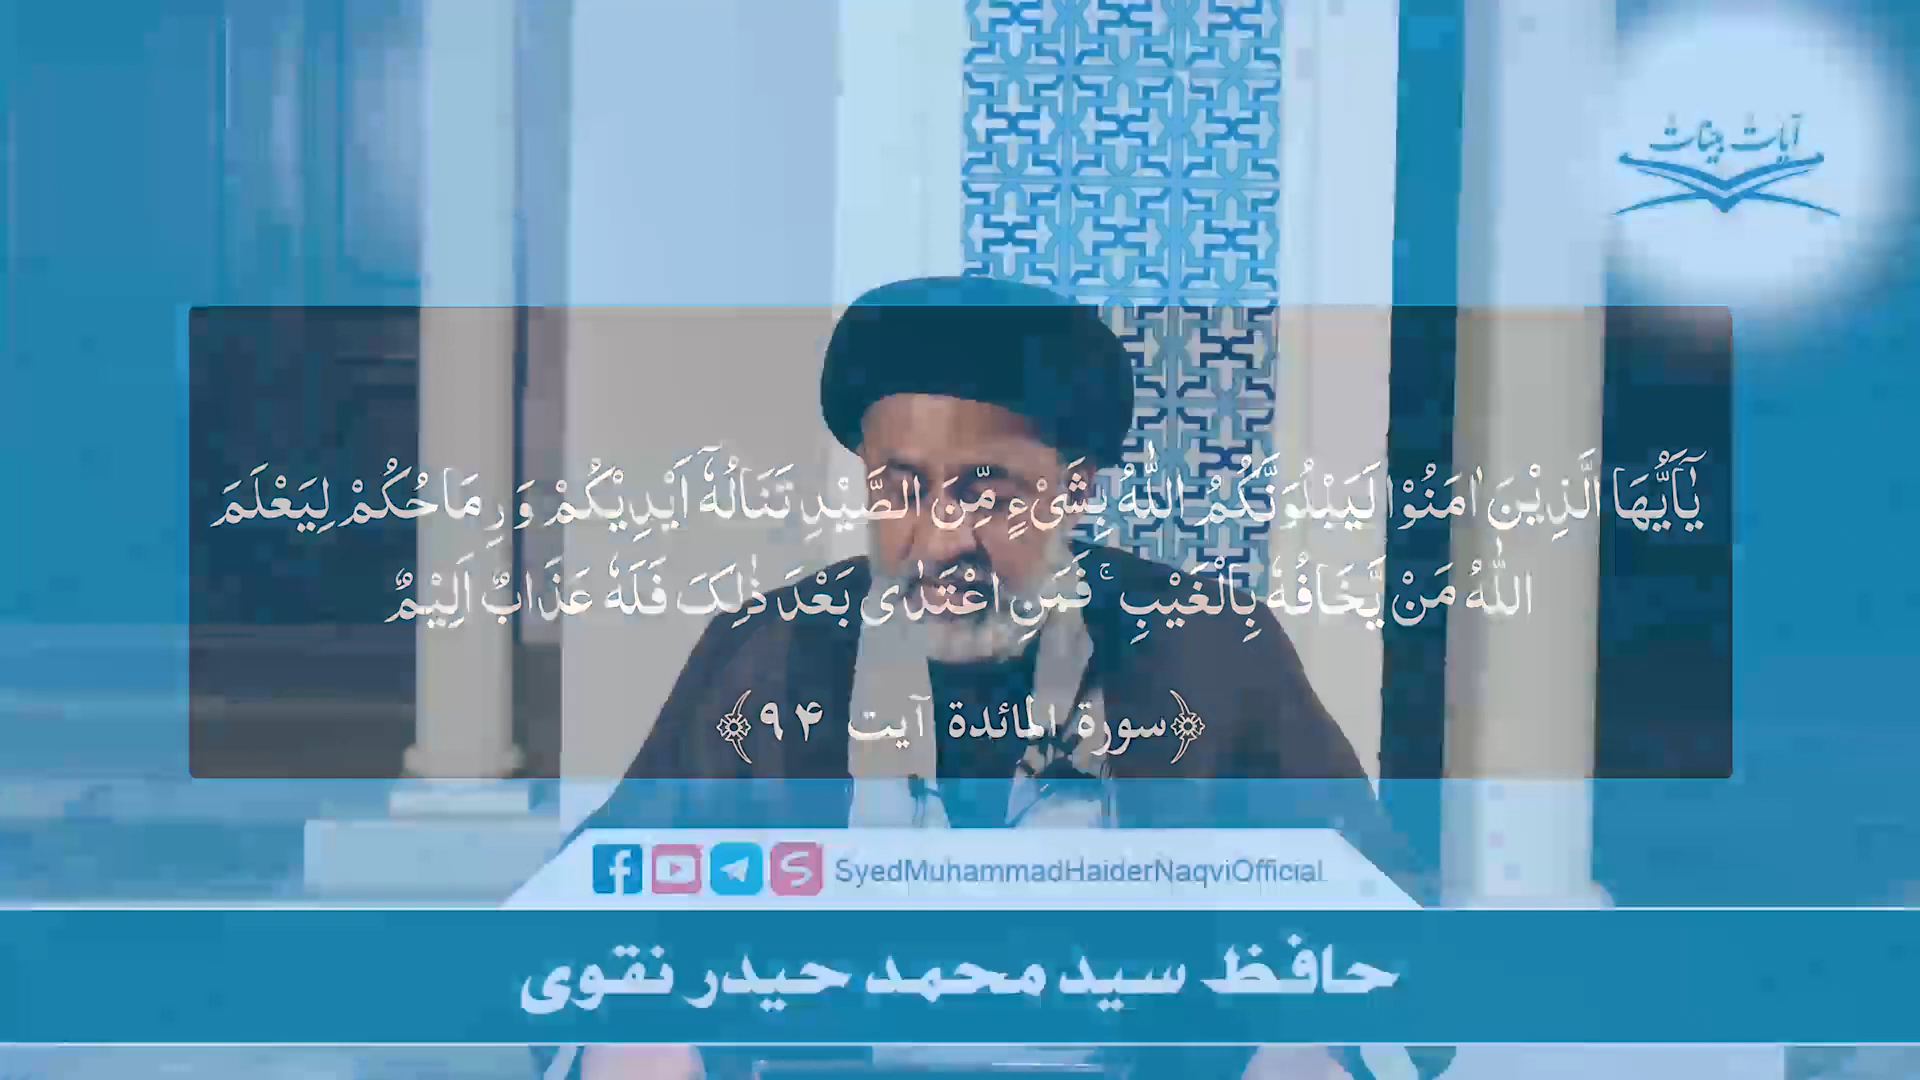 آیات بینات
يٰۤاَيُّهَا الَّذِيْنَ اٰمَنُوْا لَيَبْلُوَنَّكُمُ اللّٰهُ بِشَىْءٍ مِّنَ الصَّيْدِ تَنَالُهٗۤ اَيْدِيْكُمْ وَرِمَاحُكُمْ لِيَعْلَمَ
اللّٰهُ مَنْ يَّخَافُهٗ بِالْغَيْبِ ۚ فَمَنِ اعْتَدٰى بَعْدَ ذٰلِكَ فَلَهٗ عَذَابٌ اَلِيْمٌ
﴿سورة المائدة آیت ۹۴﴾
SyedMuhammadHaiderNaqviOfficial
حافظ سید محمد حیدر نقوی